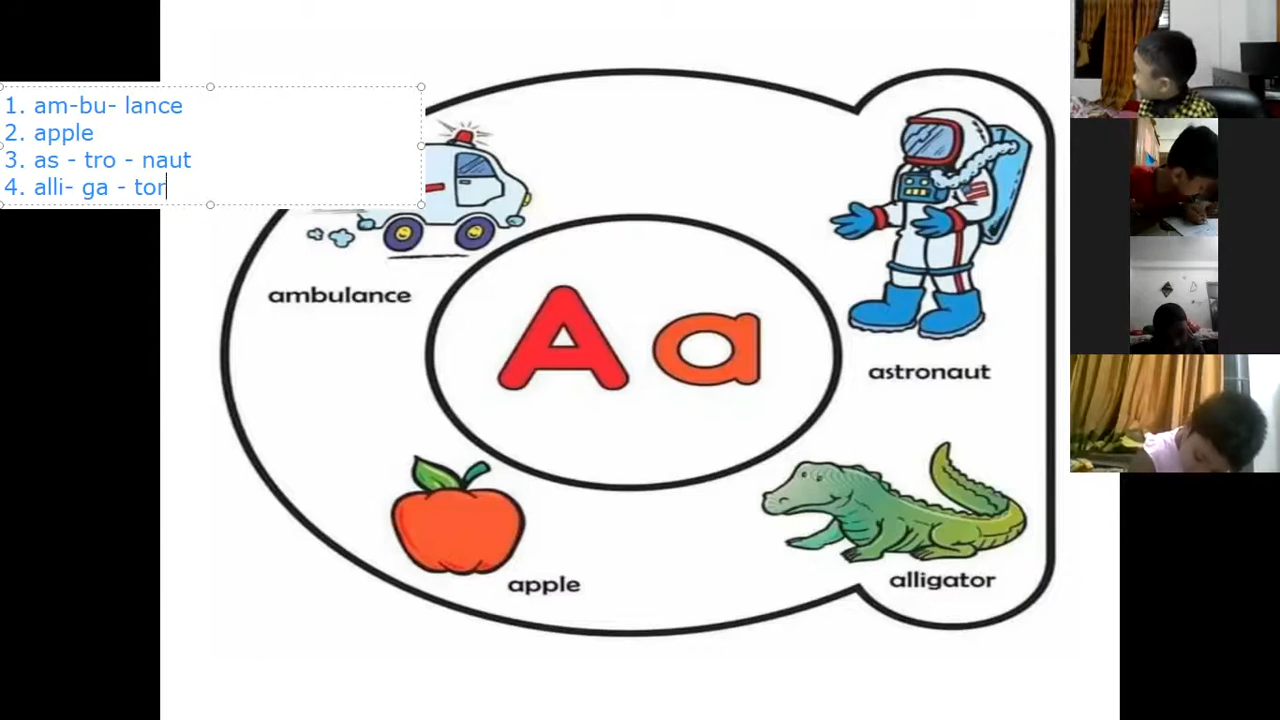 1. am-bu- lance
2. apple
3. as - tro - naut
4. alli- ga - tor
ambulance
Aa
astronaut
apple
alligator